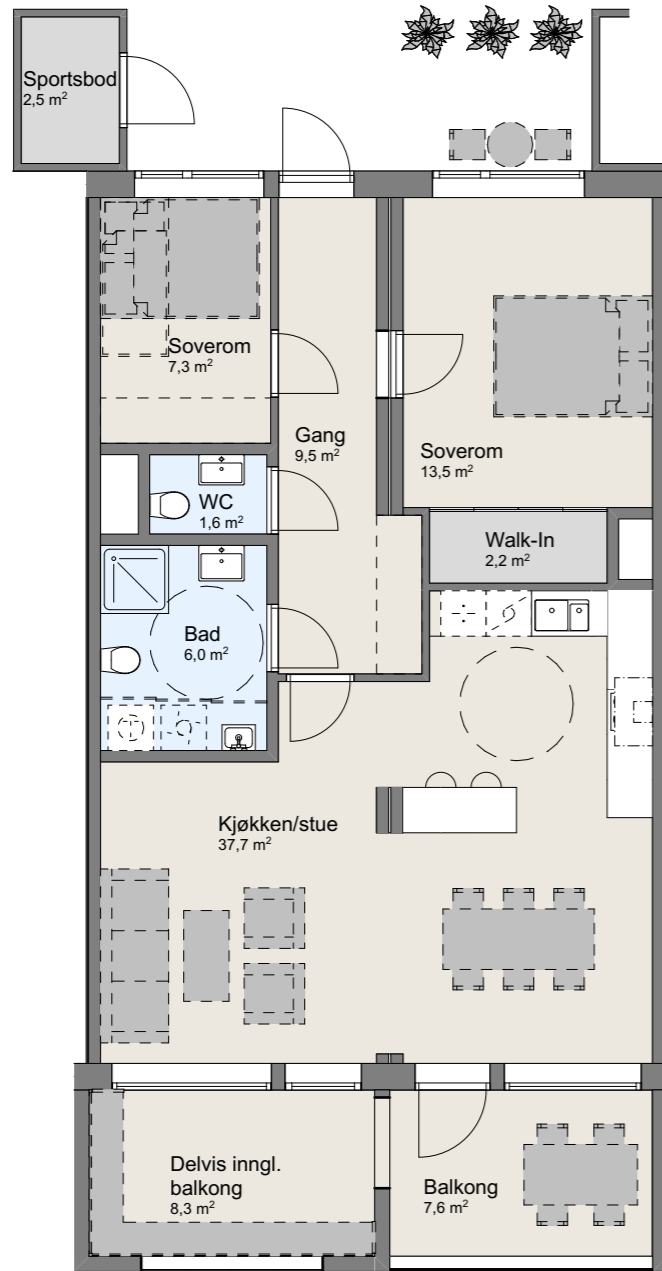 Sportsbod
2,5 m²
Soverom
7,3 m²
Gang
9,5 m²
Soverom
13,5 m²
WC
1,6 m²
Walk-In
2,2 m²
Bad
6,0 m²
Kjøkken/stue
37,7 m²
Delvis inngl.
balkong
8,3 m²
Balkong
7,6 m²